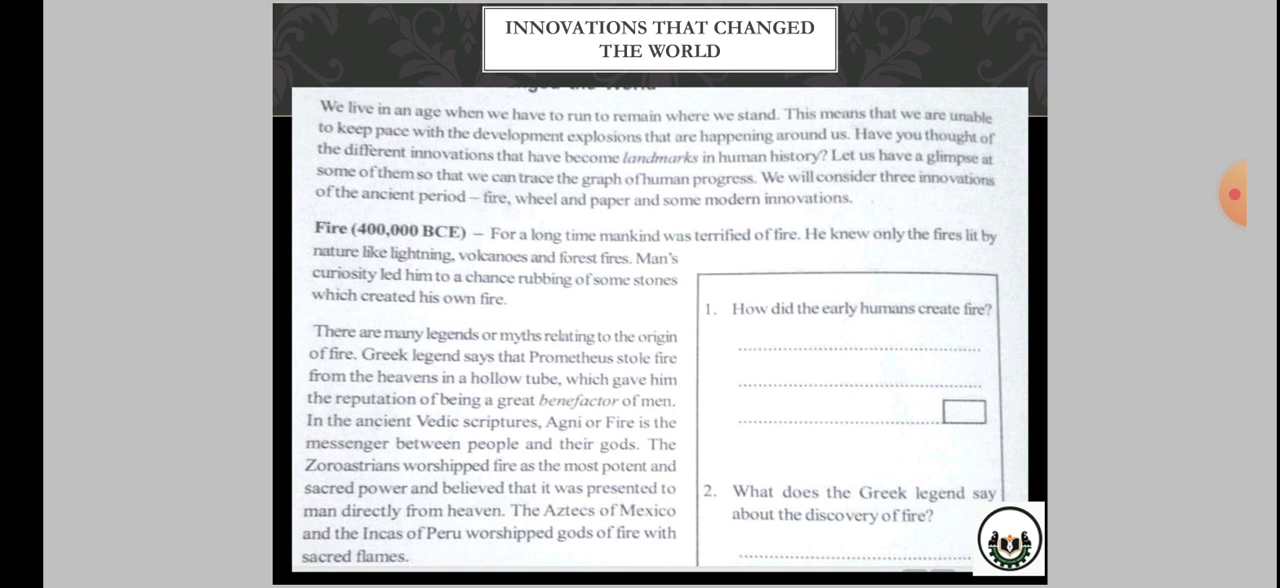 INNOVATIONS THAT CHANGED
THE WORLD
We live in an age when we have to run to remain where we stand. This means that we are unable
to keep pace with the development explosions that are happening around us. Have you thought of
the different innovations that have become landmarks in human history? Let us have a glimpse at
some of them so that we can trace the graph of human progress. We will consider three innovations
of the ancient period – fire, wheel and paper and some modern innovations.
Fire (400,000 BCE) – For a long time mankind was terrified of fire. He knew only the fires lit by
nature like lightning, volcanoes and forest fires. Man's
curiosity led him to a chance rubbing of some stones
which created his own fire.
There are many legends or myths relating to the origin
of fire. Greek legend says that Prometheus stole fire
from the heavens in a hollow tube, which gave him
the reputation of being a great benefactor of men.
In the ancient Vedic scriptures, Agni or Fire is the
messenger between people and their gods. The
Zoroastrians worshipped fire as the most potent and
sacred power and believed that it was presented to
man directly from heaven. The Aztecs of Mexico
and the Incas of Peru worshipped gods of fire with
sacred flames.
1. How did the early humans create fire?
2. What does the Greek legend say
about the discovery of fire?